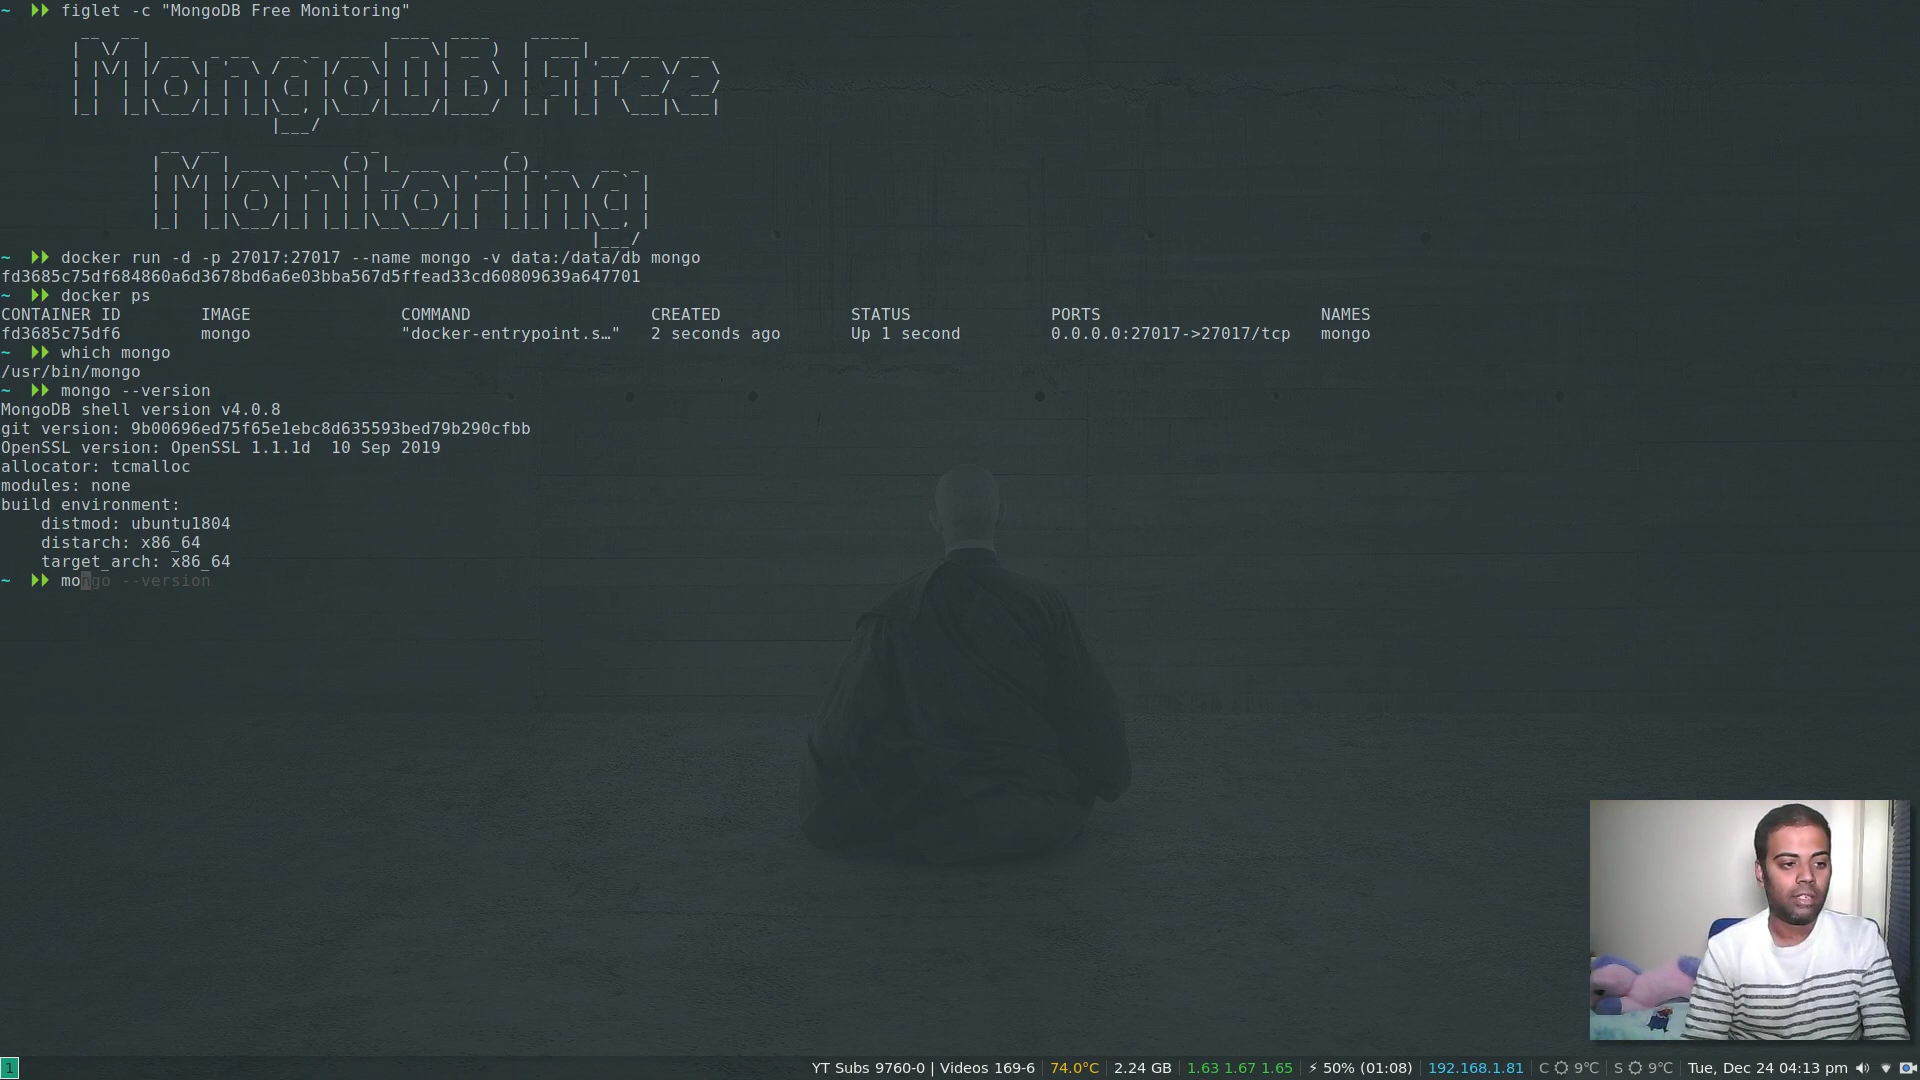 ~ figlet -c "MongoDB Free Monitoring"
MongoDB Free
Monitoring
~ docker run -d -p 27017:27017 --name mongo -v data:/data/db mongo
fd3685c75df684860a6d3678bd6a6e03bba567d5ffead33cd60809639a647701
~ docker ps
CONTAINER ID IMAGE COMMAND CREATED STATUS PORTS NAMES
fd3685c75df6 mongo "docker-entrypoint.s…" 2 seconds ago Up 1 second 0.0.0.0:27017->27017/tcp mongo
~ which mongo
/usr/bin/mongo
~ mongo --version
MongoDB shell version v4.0.8
git version: 9b00696ed75f65e1ebc8d635593bed79b290cfbb
OpenSSL version: OpenSSL 1.1.1d  10 Sep 2019
allocator: tcmalloc
modules: none
build environment:
    distmod: ubuntu1804
    distarch: x86_64
    target_arch: x86_64
~ mongo --version
1 YT Subs 9760-0 | Videos 169-6 | 74.0°C | 2.24 GB | 1.63 1.67 1.65 | ⚡ 50% (01:08) | 192.168.1.81 | C 9℃ | S 9℃ | Tue, Dec 24 04:13 pm